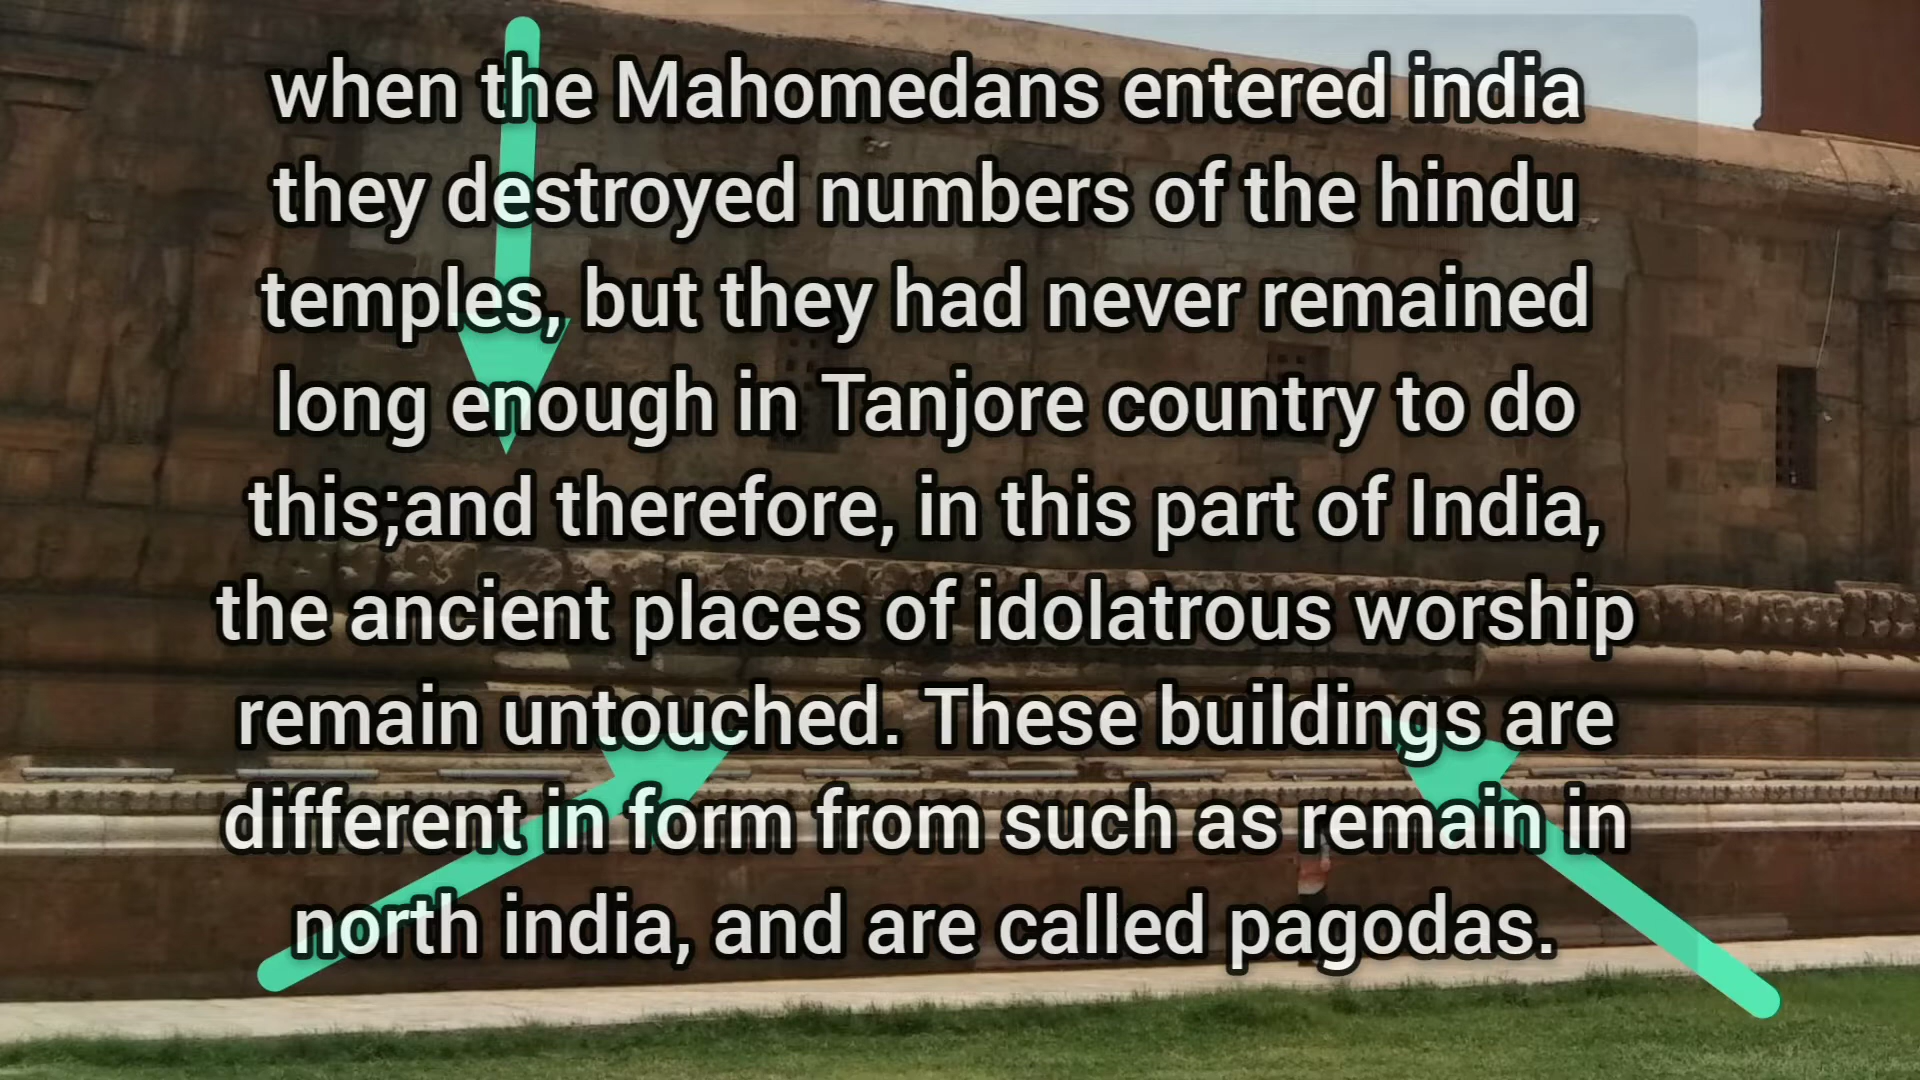 when the Mahomedans entered india
they destroyed numbers of the hindu
temples, but they had never remained
long enough in Tanjore country to do
this;and therefore, in this part of India,
the ancient places of idolatrous worship
remain untouched. These buildings are
different in form from such as remain in
north india, and are called pagodas.